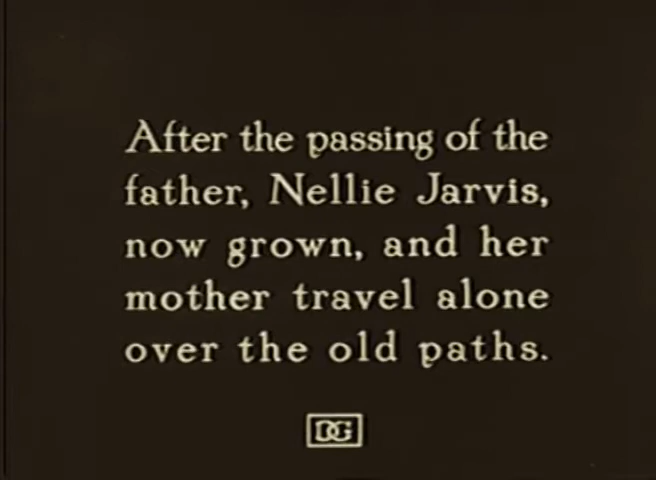 After the passing of the
father, Nellie Jarvis,
now grown, and her
mother travel alone
over the old paths.
DG